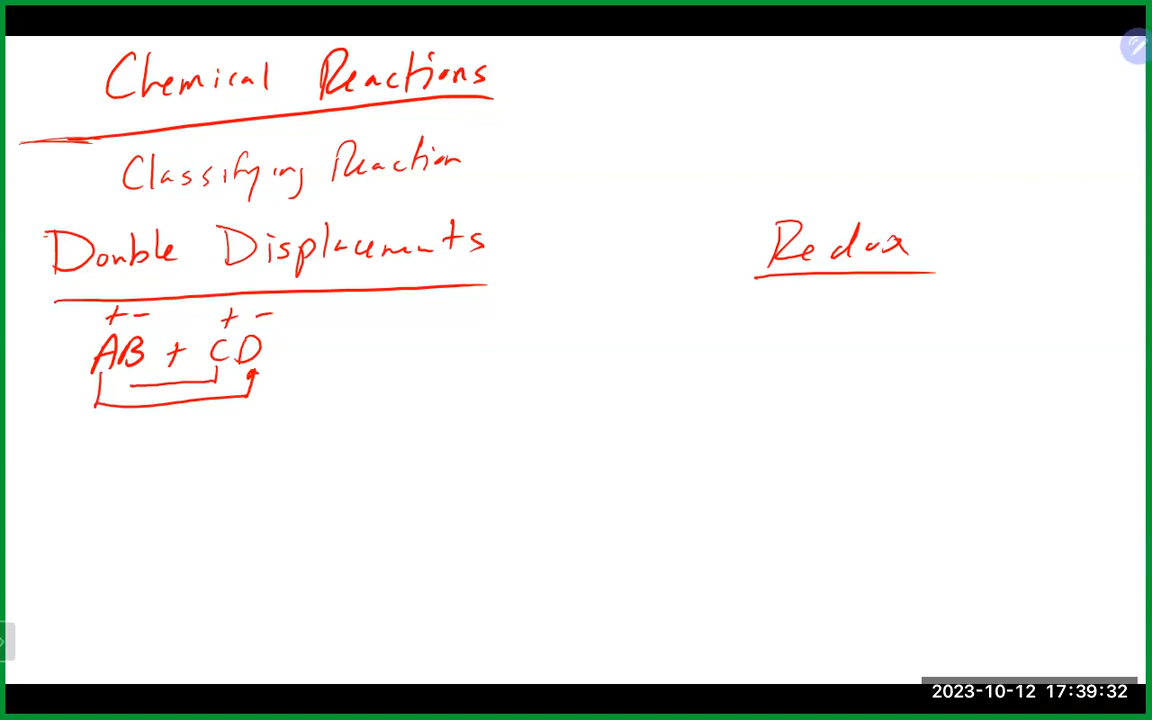 Chemical Reactions
Classifying Reaction
Double Displacements
Redox
+ - + -
AB + CD
2023-10-12 17:39:32